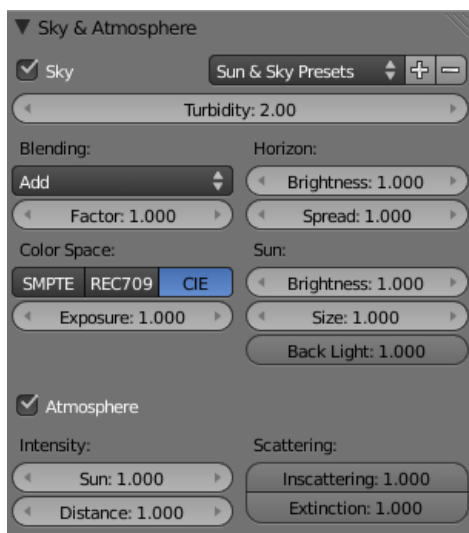 Sky & Atmosphere
Sky
Sun & Sky Presets
Turbidity: 2.00
Blending:
Add
Factor: 1.000
Horizon:
Brightness: 1.000
Spread: 1.000
Color Space:
SMPTE REC709 CIE
Exposure: 1.000
Sun:
Brightness: 1.000
Size: 1.000
Back Light: 1.000
Atmosphere
Intensity:
Sun: 1.000
Distance: 1.000
Scattering:
Inscattering: 1.000
Extinction: 1.000